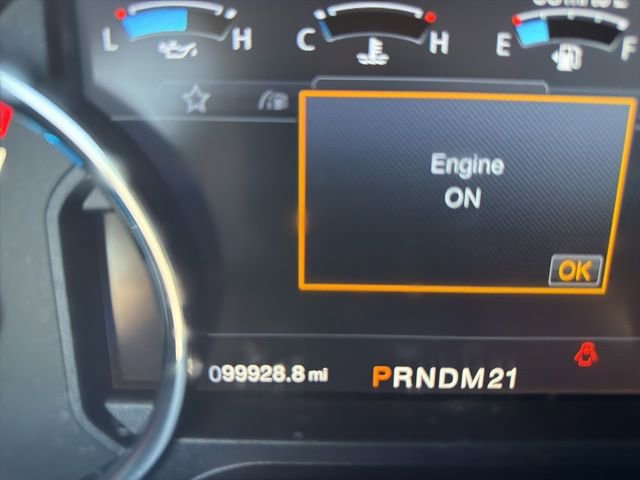 L H C H E F
Engine
ON
OK
099928.8 mi PRNDM21